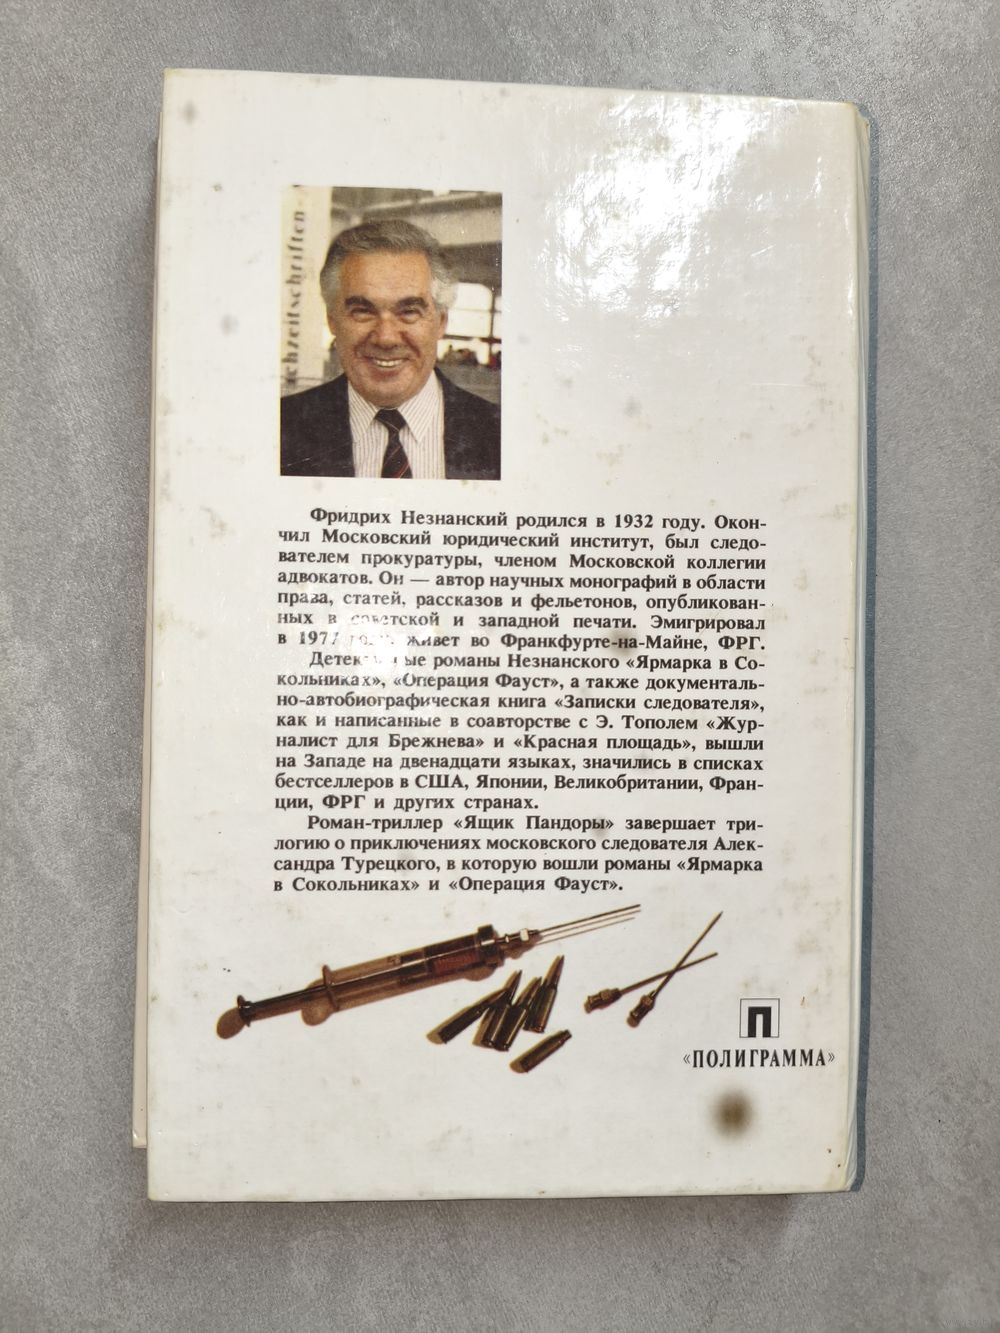 chzeitschriften
Фридрих Незнанский родился в 1932 году. Окон-
чил Московский юридический институт, был следо-
вателем прокуратуры, членом Московской коллегии
адвокатов. Он — автор научных монографий в области
права, статей, рассказов и фельетонов, опубликован-
ных в советской и западной печати. Эмигрировал
в 1977 живет во Франкфурте-на-Майне, ФРГ.
Детективные романы Незнанского «Ярмарка в Со-
кольниках», «Операция Фауст», а также документаль-
но-автобиографическая книга «Записки следователя»,
как и написанные в соавторстве с Э. Тополем «Жур-
налист для Брежнева» и «Красная площадь», вышли
на Западе на двенадцати языках, значились в списках
бестселлеров в США, Японии, Великобритании, Фран-
ции, ФРГ и других странах.
Роман-триллер «Ящик Пандоры» завершает три-
логию о приключениях московского следователя Алек-
сандра Турецкого, в которую вошли романы «Ярмарка
в Сокольниках» и «Операция Фауст».
П
«ПОЛИГРАММА»